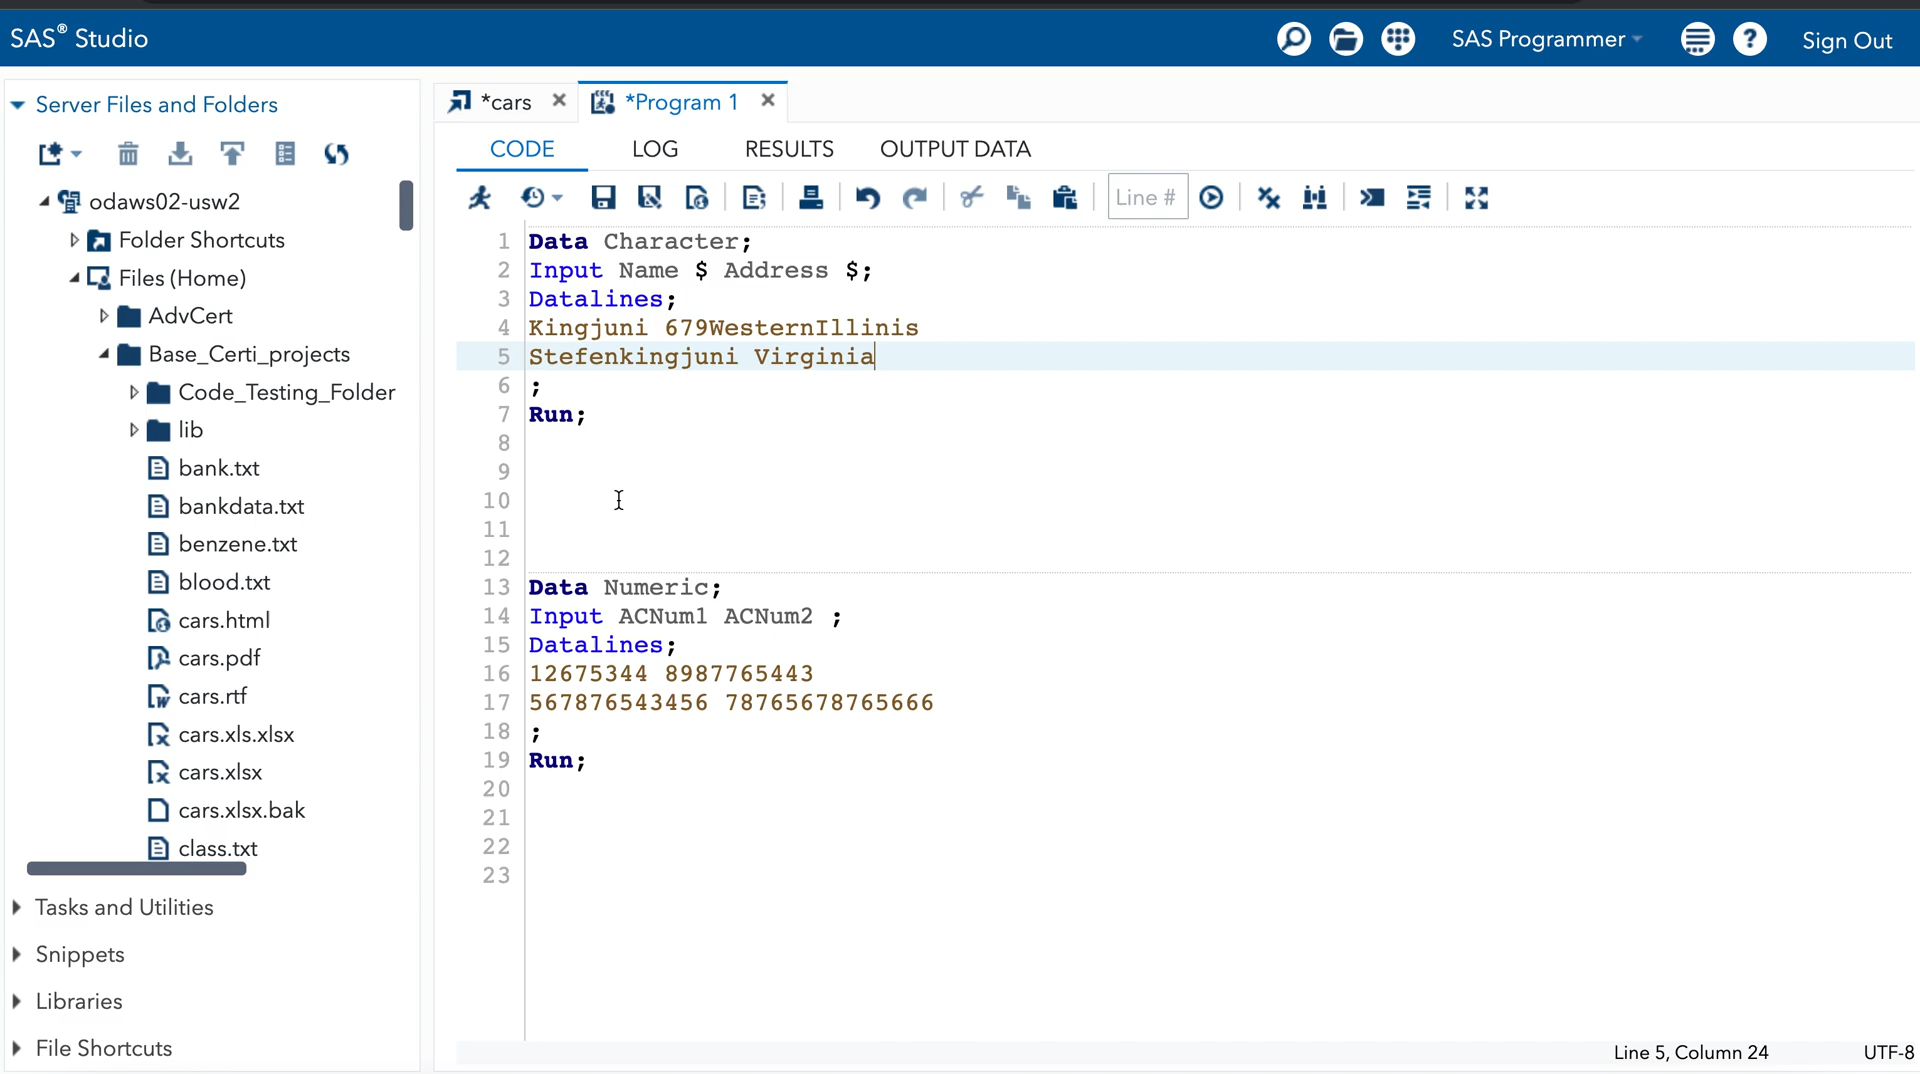 SAS® Studio
SAS Programmer
Sign Out
Server Files and Folders
odaws02-usw2
Folder Shortcuts
Files (Home)
AdvCert
Base_Certi_projects
Code_Testing_Folder
lib
bank.txt
bankdata.txt
benzene.txt
blood.txt
cars.html
cars.pdf
cars.rtf
cars.xls.xlsx
cars.xlsx
cars.xlsx.bak
class.txt
Tasks and Utilities
Snippets
Libraries
File Shortcuts
*cars
*Program 1
CODE LOG RESULTS OUTPUT DATA
Line #
1 Data Character;
2 Input Name $ Address $;
3 Datalines;
4 Kingjuni 679WesternIllinis
5 Stefenkingjuni Virginia
6 ;
7 Run;
8
9
10
11
12
13 Data Numeric;
14 Input ACNum1 ACNum2 ;
15 Datalines;
16 12675344 8987765443
17 567876543456 78765678765666
18 ;
19 Run;
20
21
22
23
Line 5, Column 24
UTF-8